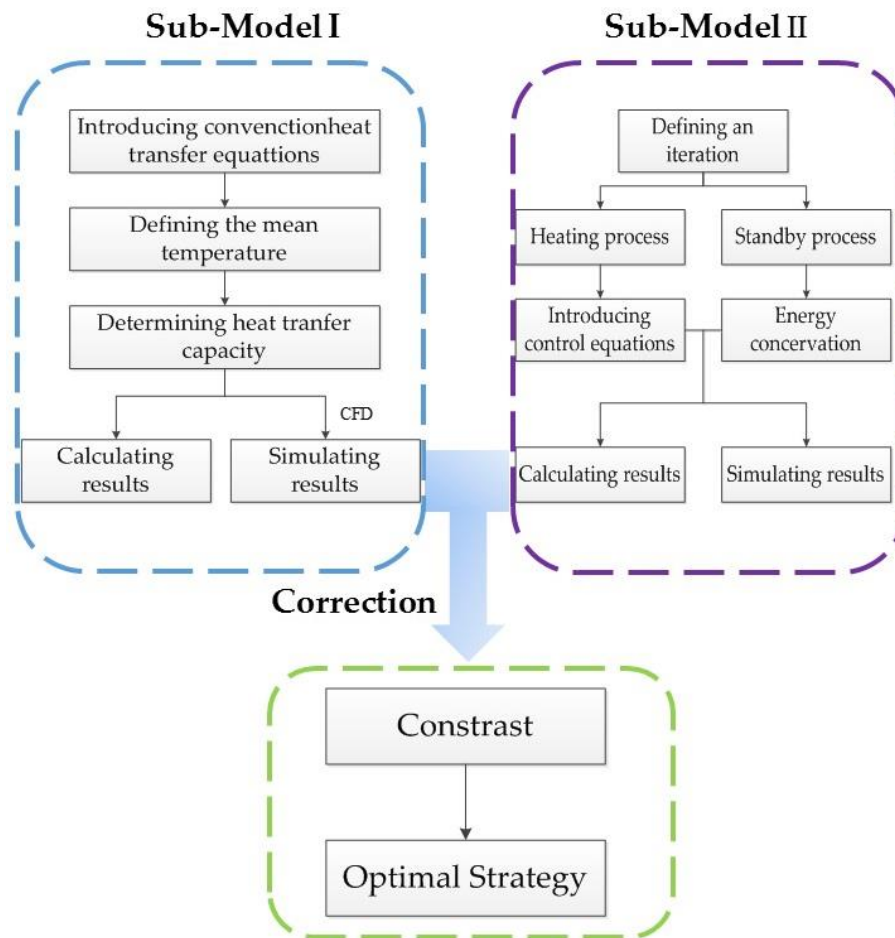 Sub-Model I
Introducing convenctionheat
transfer equattions
Defining the mean
temperature
Determining heat tranfer
capacity
CFD
Calculating
results
Simulating
results
Sub-Model II
Defining an
iteration
Heating process
Standby process
Introducing
control equations
Energy
concervation
Calculating results
Simulating results
Correction
Constrast
Optimal Strategy